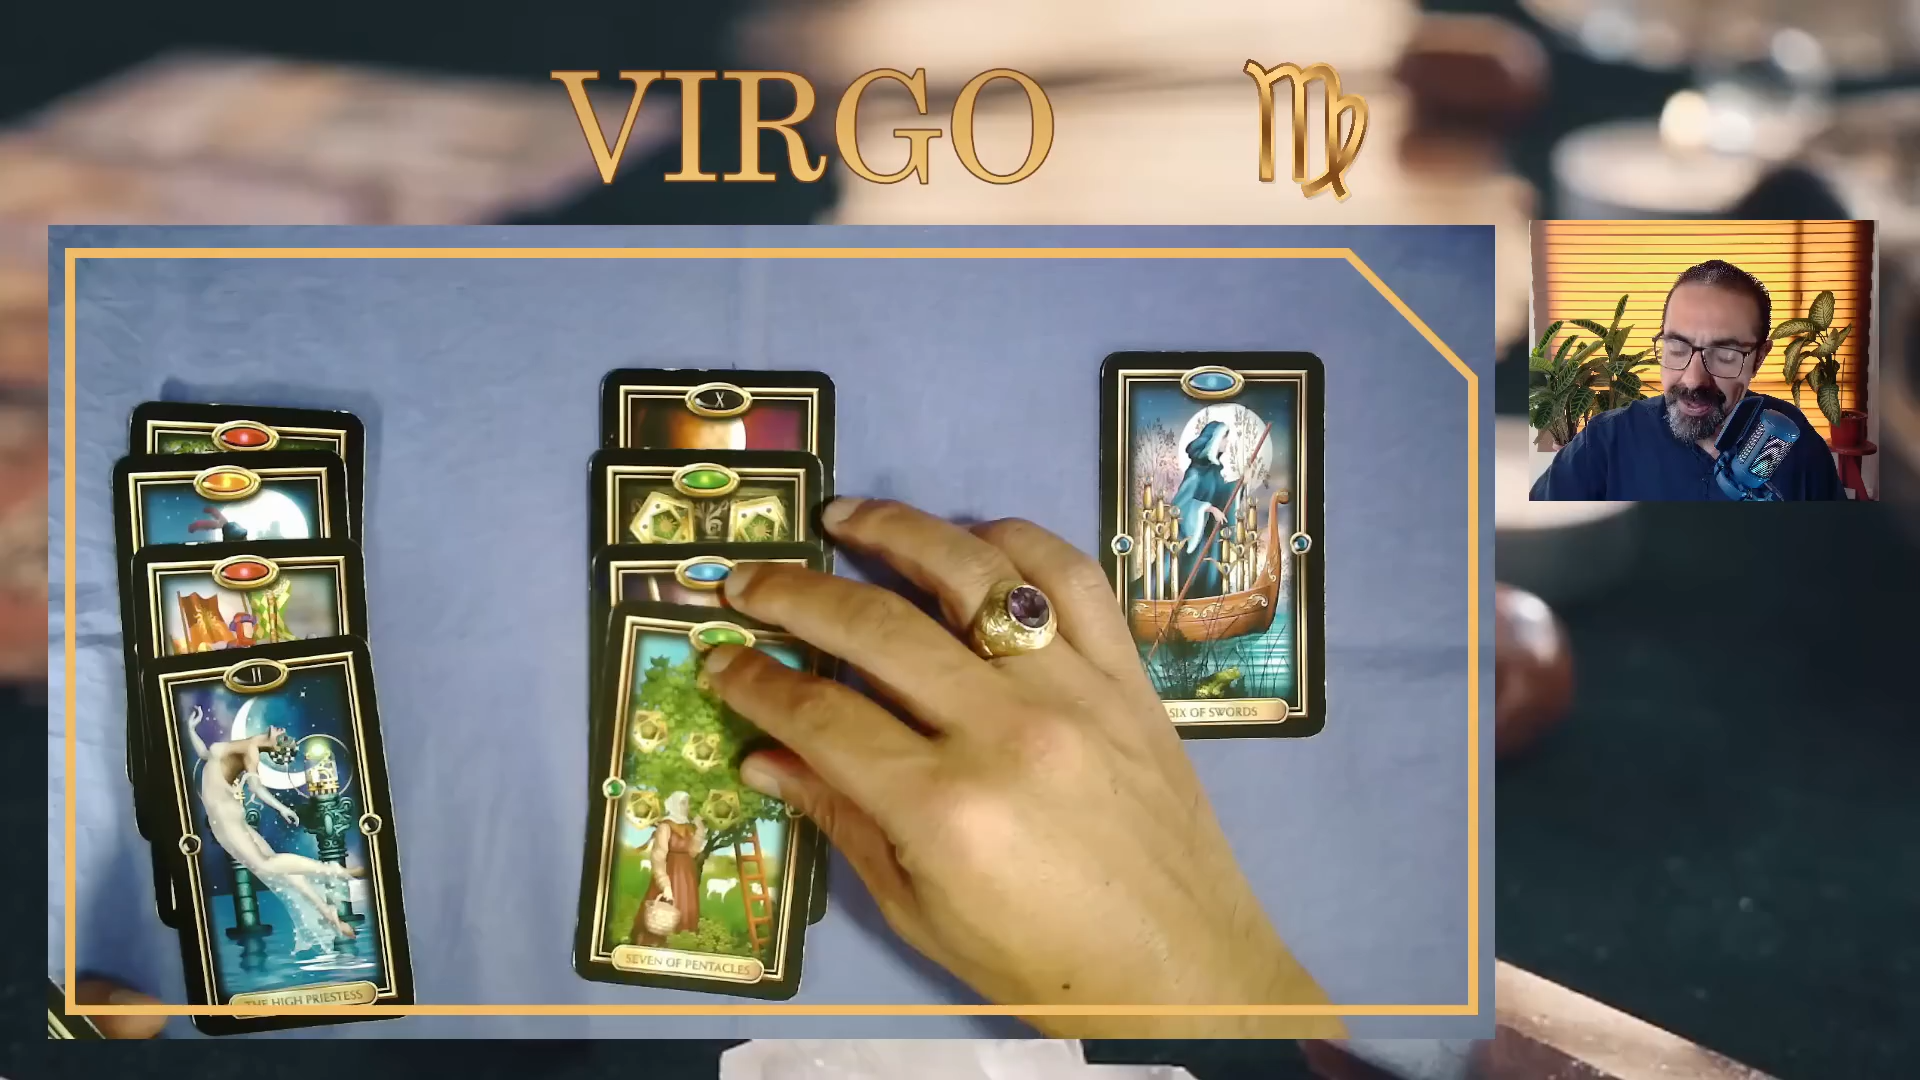 VIRGO
X
SIX OF SWORDS
II
SEVEN OF PENTACLES
THE HIGH PRIESTESS